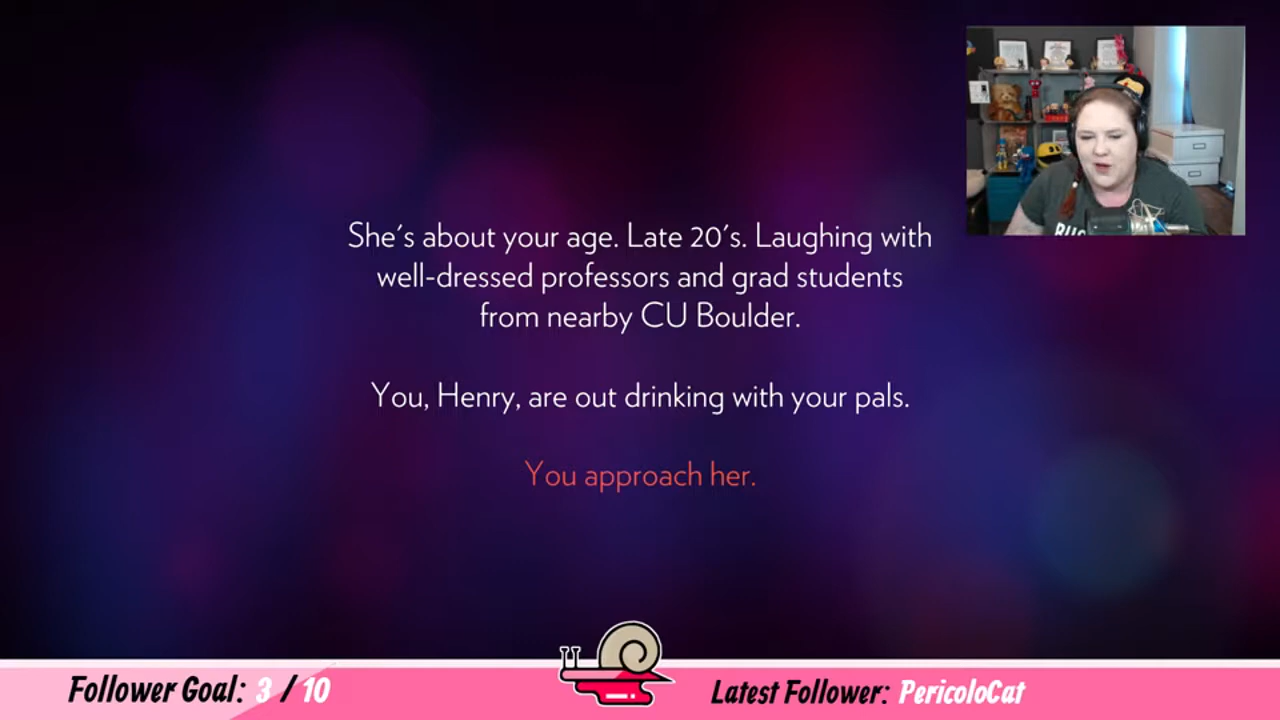 She's about your age. Late 20's. Laughing with
well-dressed professors and grad students
from nearby CU Boulder.
You, Henry, are out drinking with your pals.
You approach her.
Follower Goal: 3 / 10
Latest Follower: PericoloCat